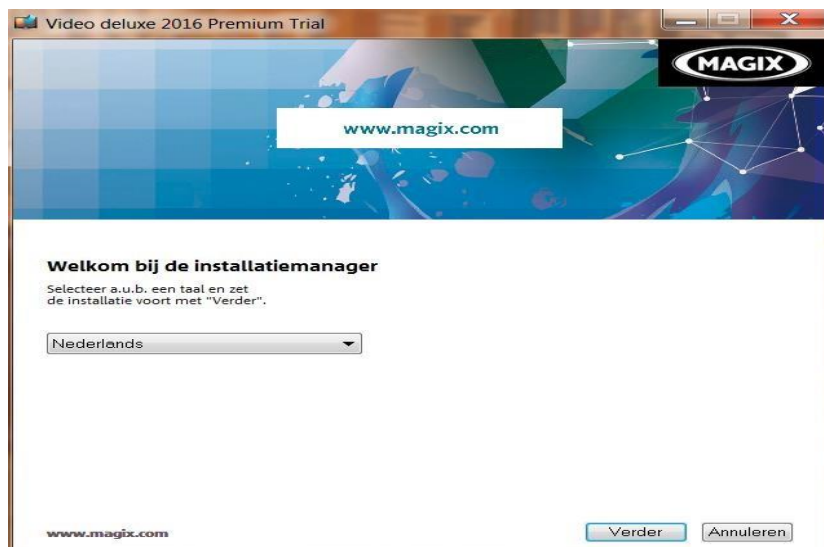 Video deluxe 2016 Premium Trial
MAGIX
www.magix.com
Welkom bij de installatiemanager
Selecteer a.u.b. een taal en zet
de installatie voort met "Verder".
Nederlands
www.magix.com
Verder
Annuleren